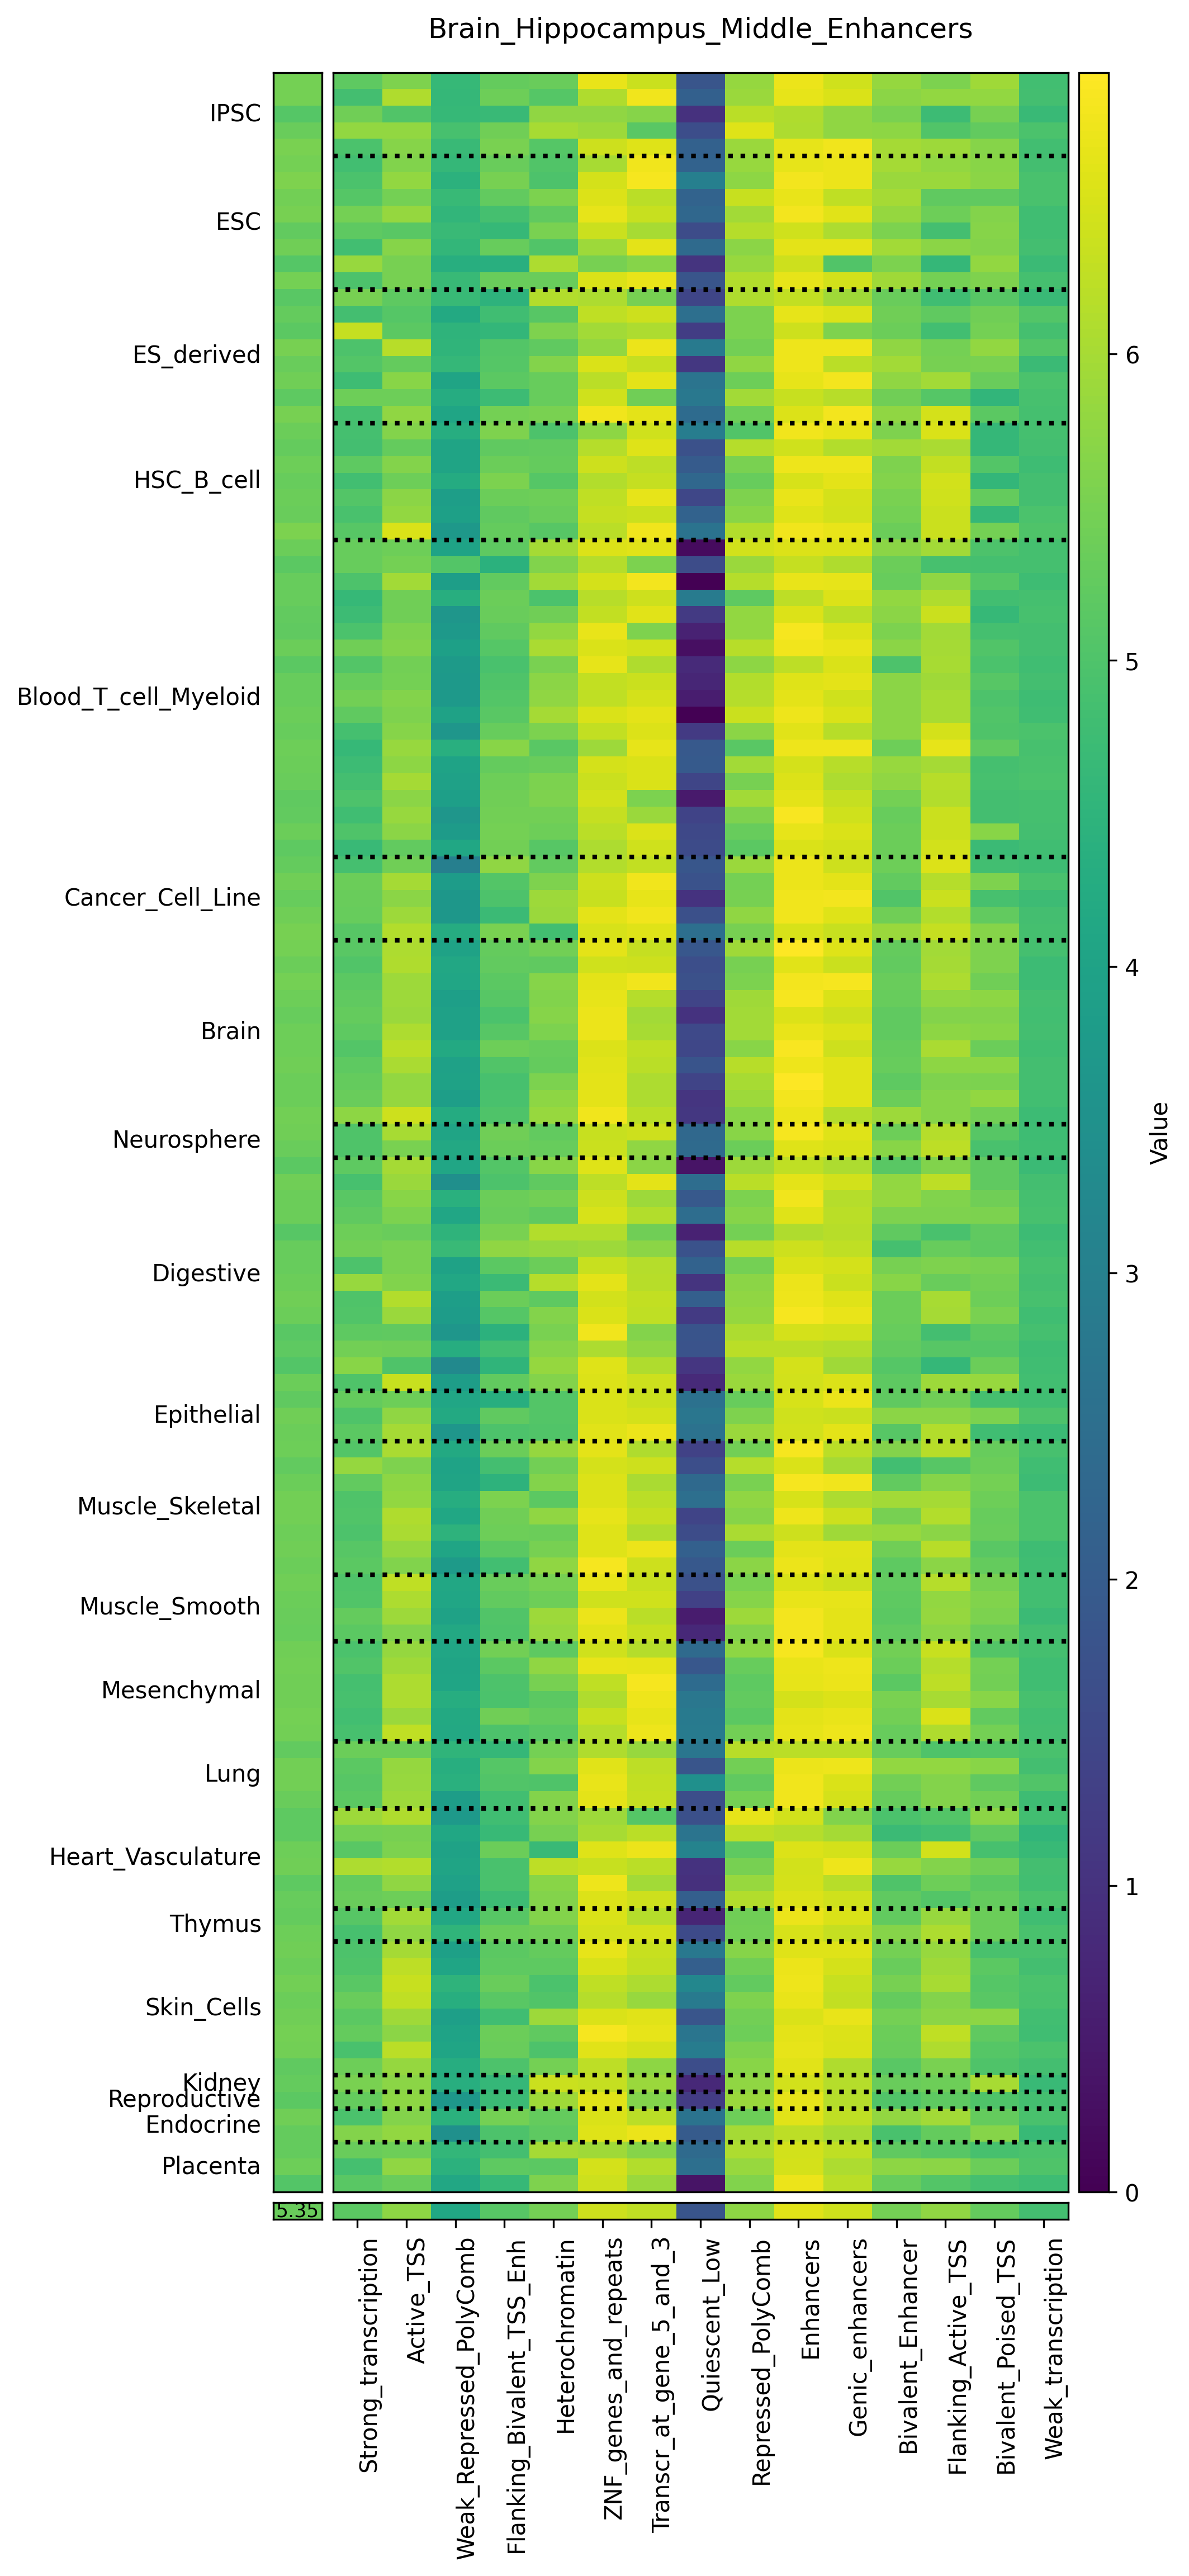 Brain_Hippocampus_Middle_Enhancers
IPSC
ESC
ES_derived
HSC_B_cell
Blood_T_cell_Myeloid
Cancer_Cell_Line
Brain
Neurosphere
Digestive
Epithelial
Muscle_Skeletal
Muscle_Smooth
Mesenchymal
Lung
Heart_Vasculature
Thymus
Skin_Cells
Kidney
Reproductive
Endocrine
Placenta
5.35
Strong_transcription
Active_TSS
Weak_Repressed_PolyComb
Flanking_Bivalent_TSS_Enh
Heterochromatin
ZNF_genes_and_repeats
Transcr_at_gene_5_and_3
Quiescent_Low
Repressed_PolyComb
Enhancers
Genic_enhancers
Bivalent_Enhancer
Flanking_Active_TSS
Bivalent_Poised_TSS
Weak_transcription
6
5
4
3
2
1
0
Value